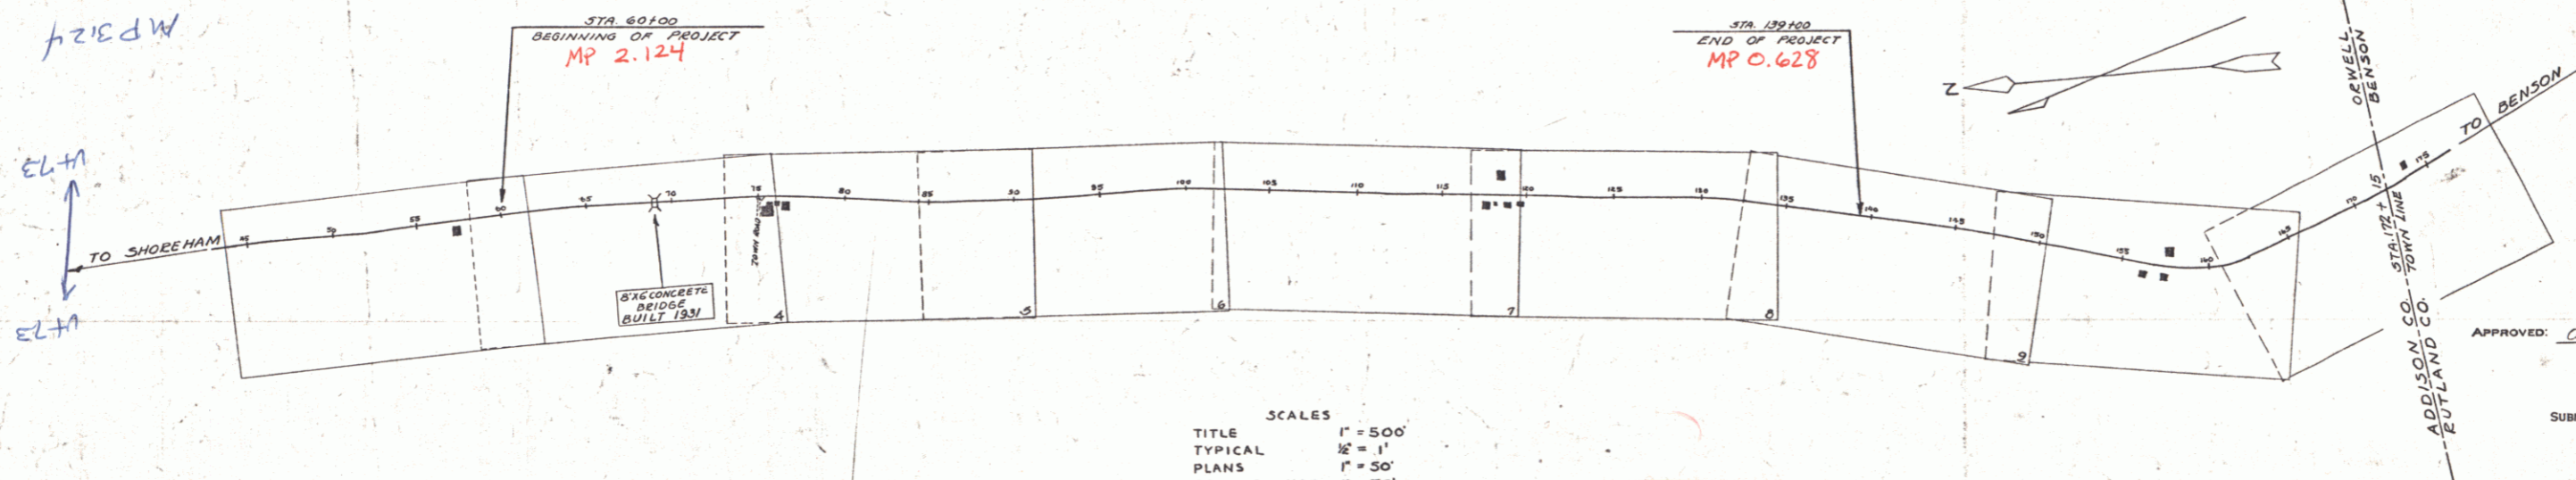 MP 3.124
STA. 60+00
BEGINNING OF PROJECT
MP 2.124
STA. 139+00
END OF PROJECT
MP 0.628
N
ORWELL
BENSON
TO BENSON
TO SHOREHAM
45
50
55
60
65
70
75
80
85
90
95
100
105
110
115
120
125
130
135
140
145
150
155
160
165
170
175
8'X6' CONCRETE
BRIDGE
BUILT 1931
4
5
6
7
8
9
STA. 172+15
TOWN LINE
ADDISON CO.
RUTLAND CO.
APPROVED:
SCALES
TITLE 1" = 500'
TYPICAL ½" = 1'
PLANS 1" = 50'